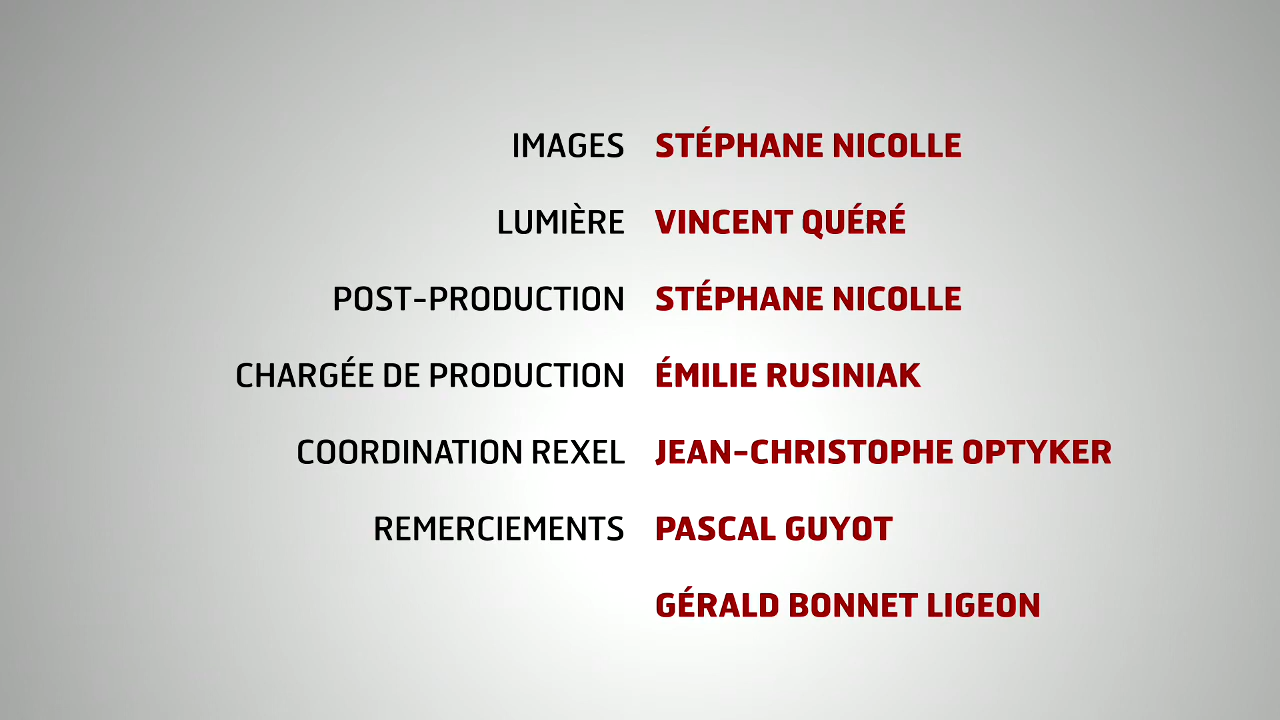 IMAGES STÉPHANE NICOLLE
LUMIÈRE VINCENT QUÉRÉ
POST-PRODUCTION STÉPHANE NICOLLE
CHARGÉE DE PRODUCTION ÉMILIE RUSINIAK
COORDINATION REXEL JEAN-CHRISTOPHE OPTYKER
REMERCIEMENTS PASCAL GUYOT
GÉRALD BONNET LIGEON